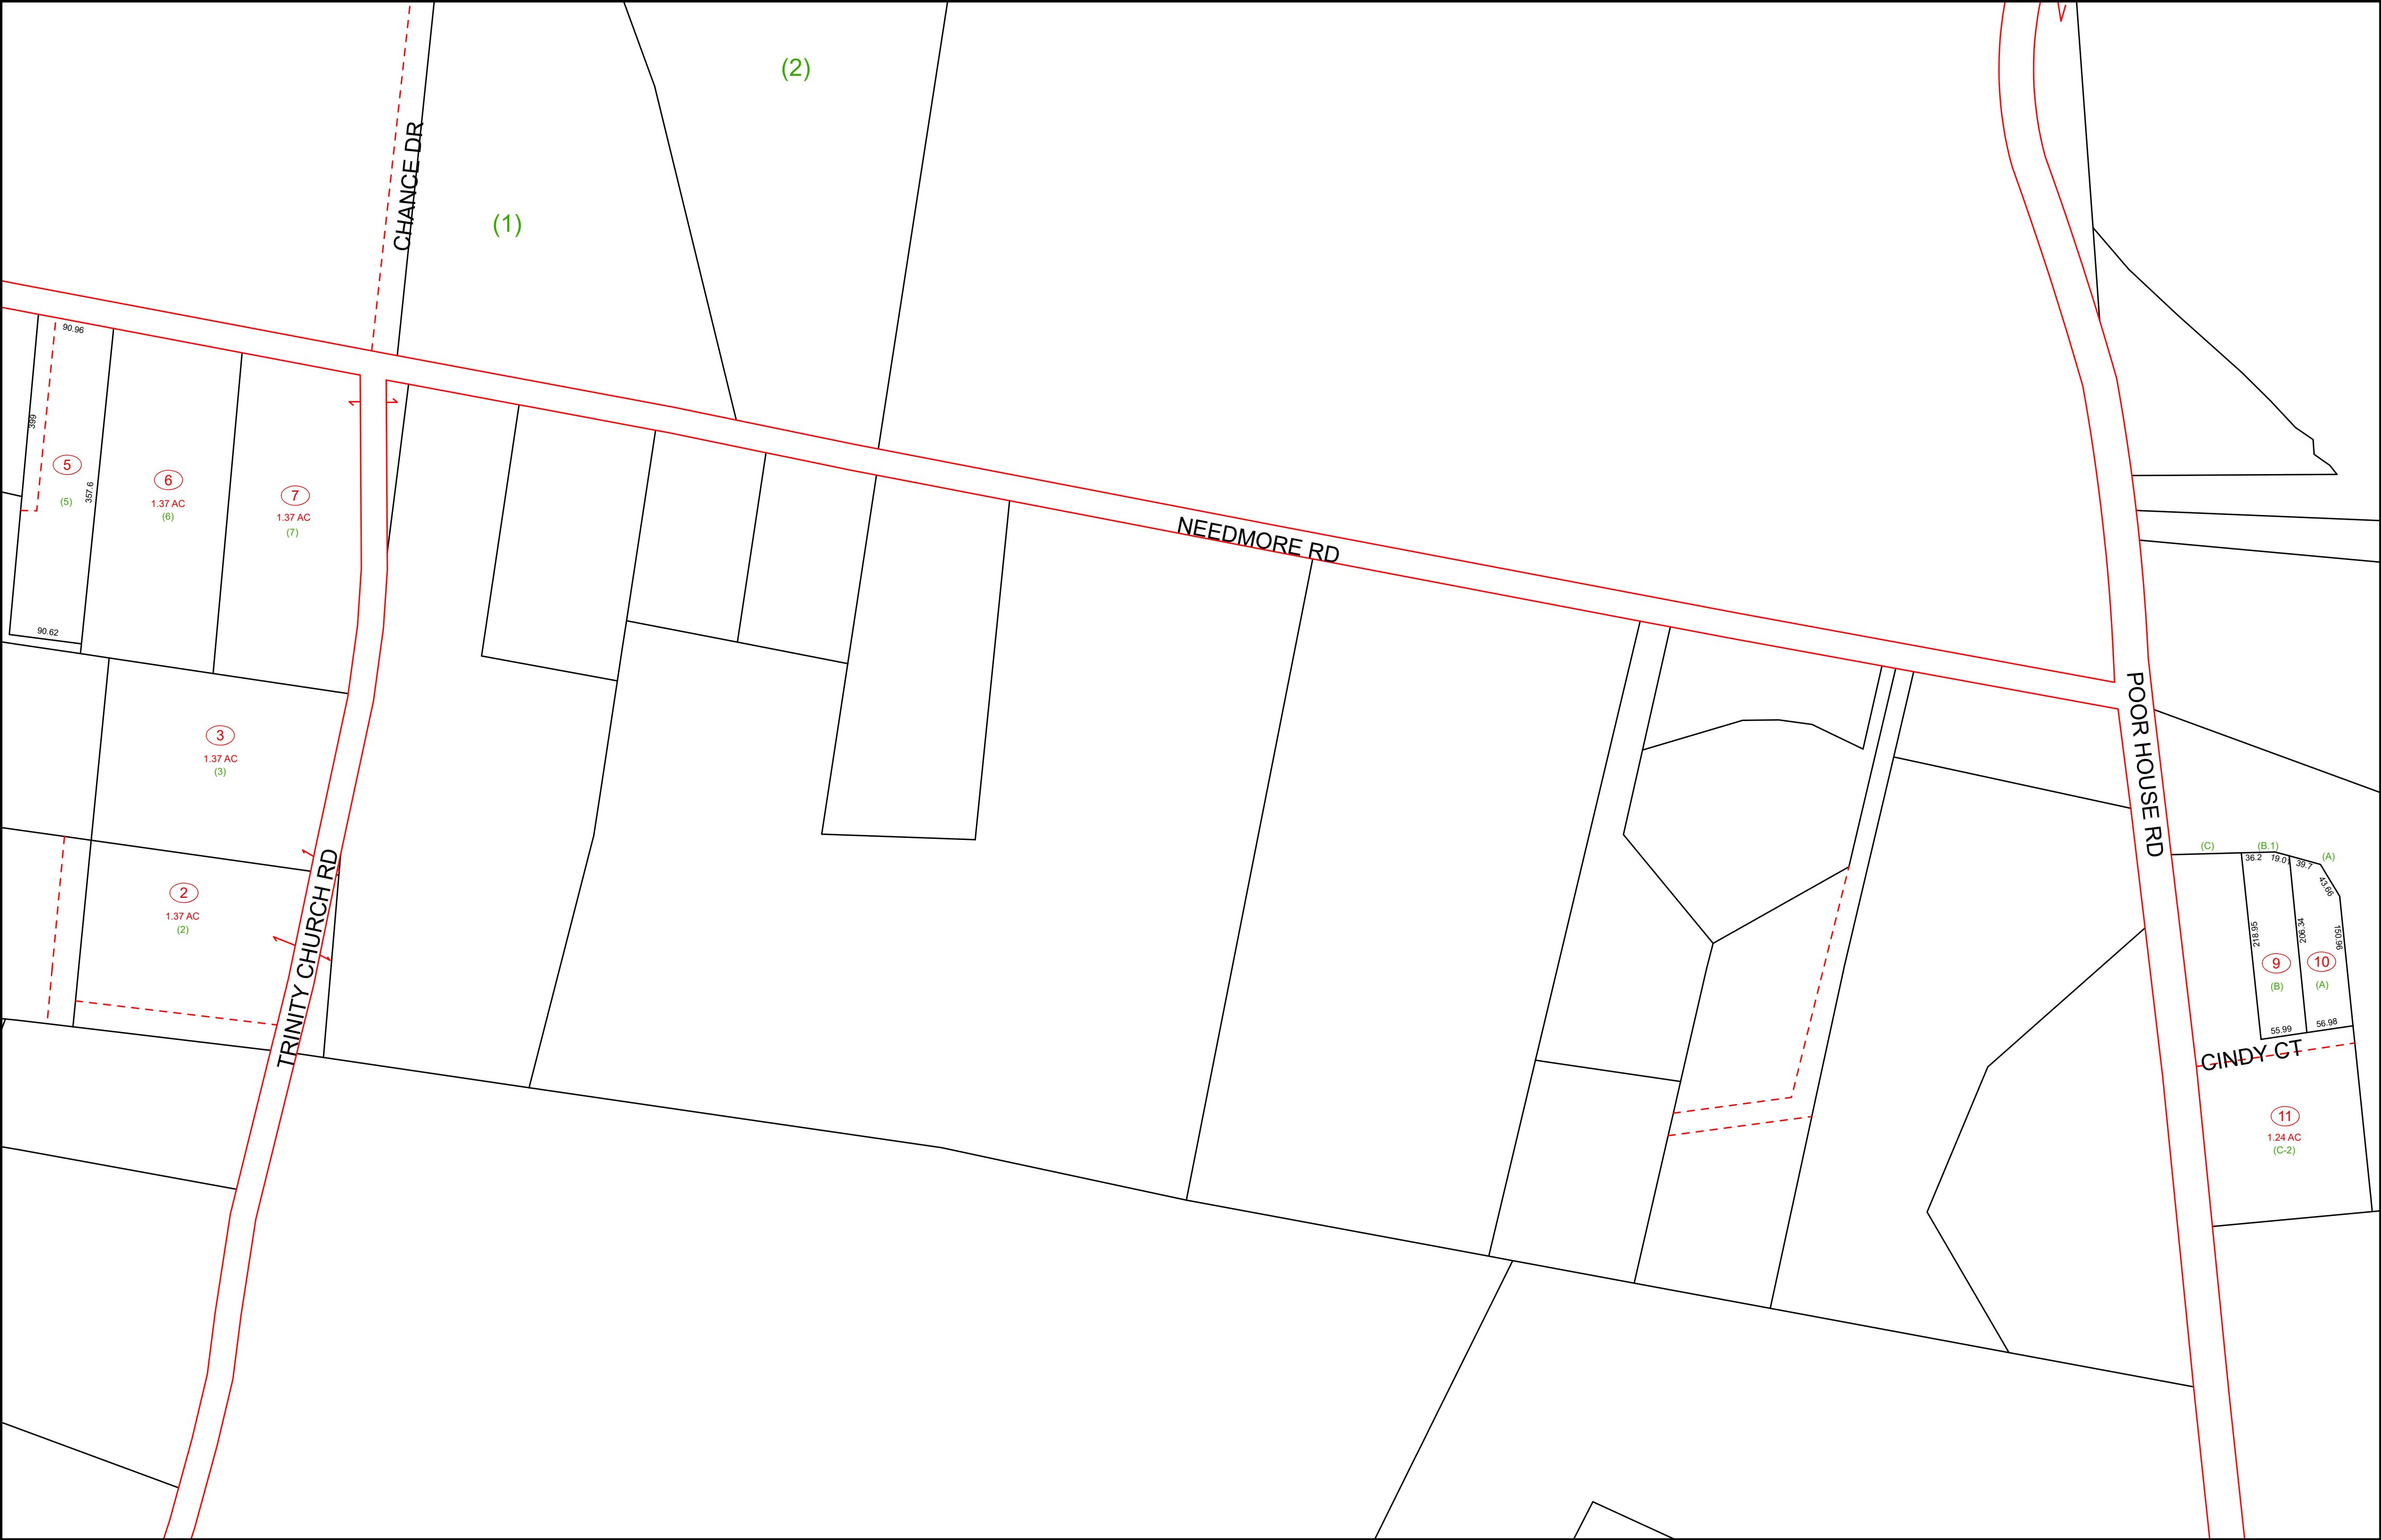 (2)
CHANCE DR
(1)
90.96
399
5
(5)
357.6
90.62
6
1.37 AC
(6)
7
1.37 AC
(7)
NEEDMORE RD
3
1.37 AC
(3)
2
1.37 AC
(2)
TRINITY CHURCH RD
POOR HOUSE RD
(C)
(B.1)
(A)
36.2
19.01
39.7
43.66
218.95
206.34
150.96
9
(B)
10
(A)
55.99
56.98
CINDY CT
11
1.24 AC
(C-2)